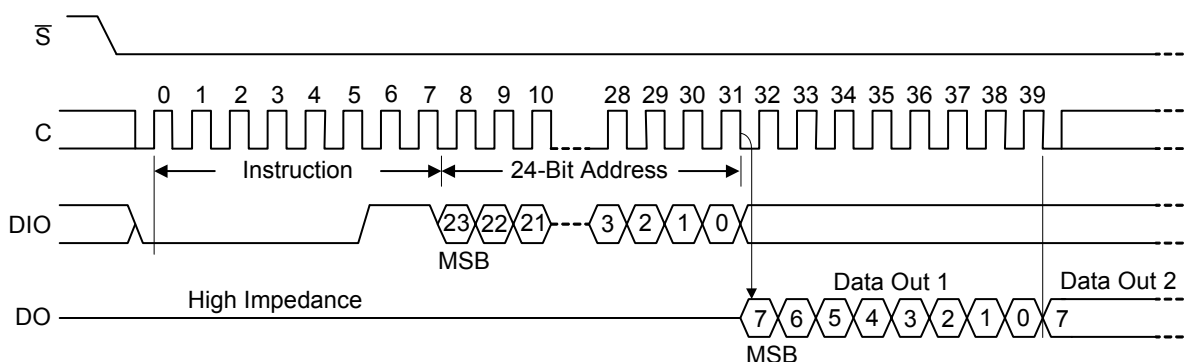 S
0 1 2 3 4 5 6 7 8 9 10 28 29 30 31 32 33 34 35 36 37 38 39
C
Instruction 24-Bit Address
DIO 23 22 21 3 2 1 0
MSB
High Impedance Data Out 1 Data Out 2
DO 7 6 5 4 3 2 1 0 7
MSB